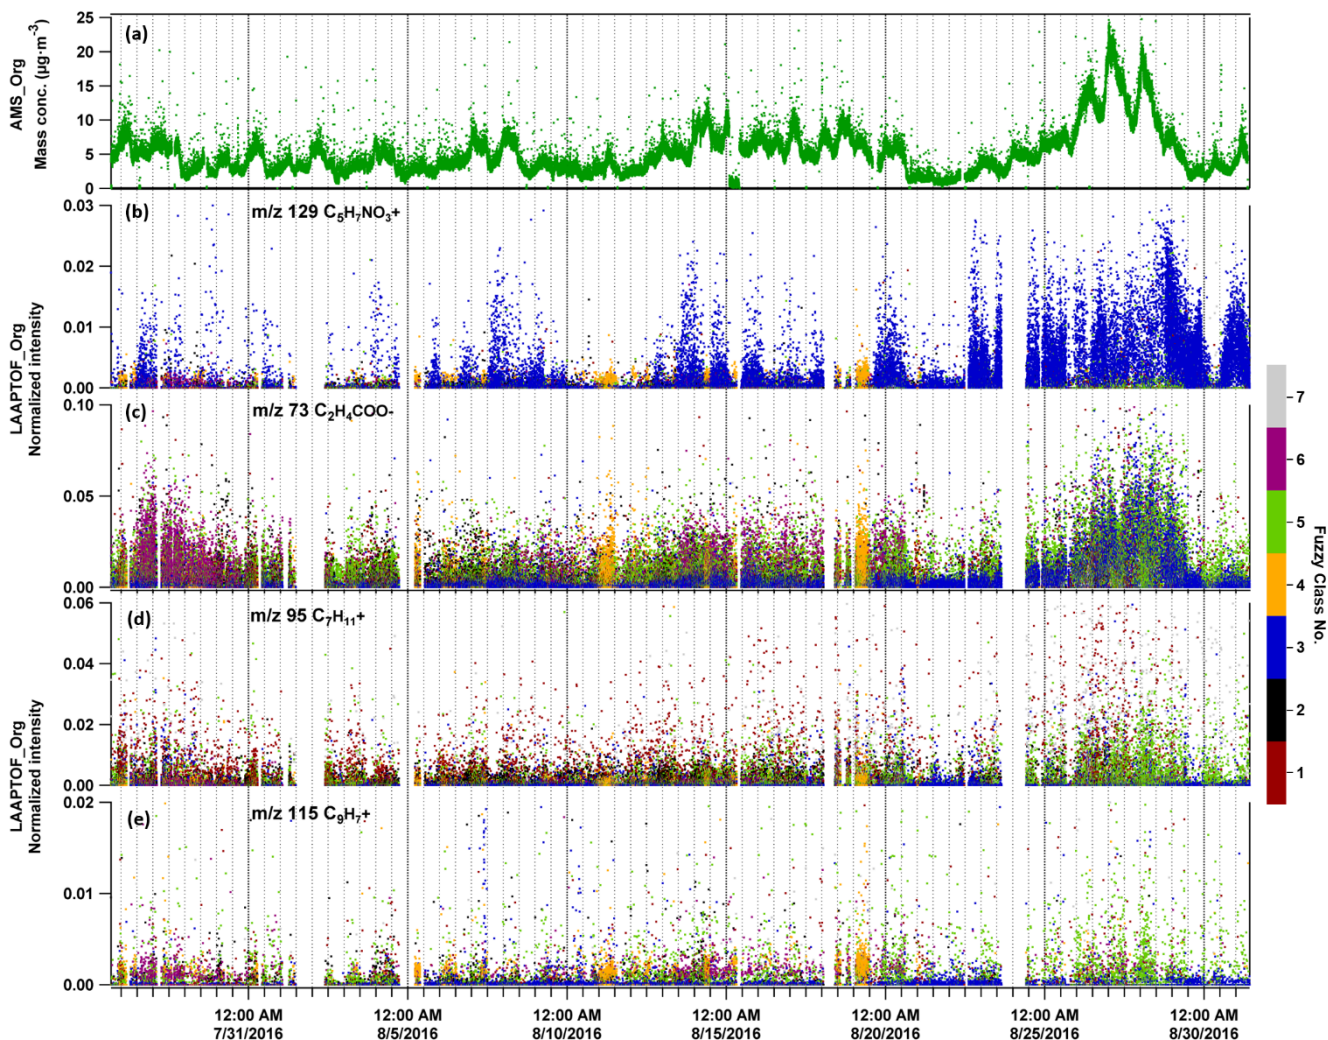 (a)
AMS_Org
Mass conc. (μg·m⁻³)
25
20
15
10
5
0
(b)
m/z 129 C₅H₇NO₃+
LAAPTOF_Org
Normalized intensity
0.03
0.02
0.01
0.00
(c)
m/z 73 C₂H₄COO-
LAAPTOF_Org
Normalized intensity
0.10
0.05
0.00
(d)
m/z 95 C₇H₁₁+
LAAPTOF_Org
Normalized intensity
0.06
0.04
0.02
0.00
(e)
m/z 115 C₉H₇+
0.02
0.01
0.00
12:00 AM
7/31/2016
12:00 AM
8/5/2016
12:00 AM
8/10/2016
12:00 AM
8/15/2016
12:00 AM
8/20/2016
12:00 AM
8/25/2016
12:00 AM
8/30/2016
7
6
5
4
3
2
1
Fuzzy Class No.